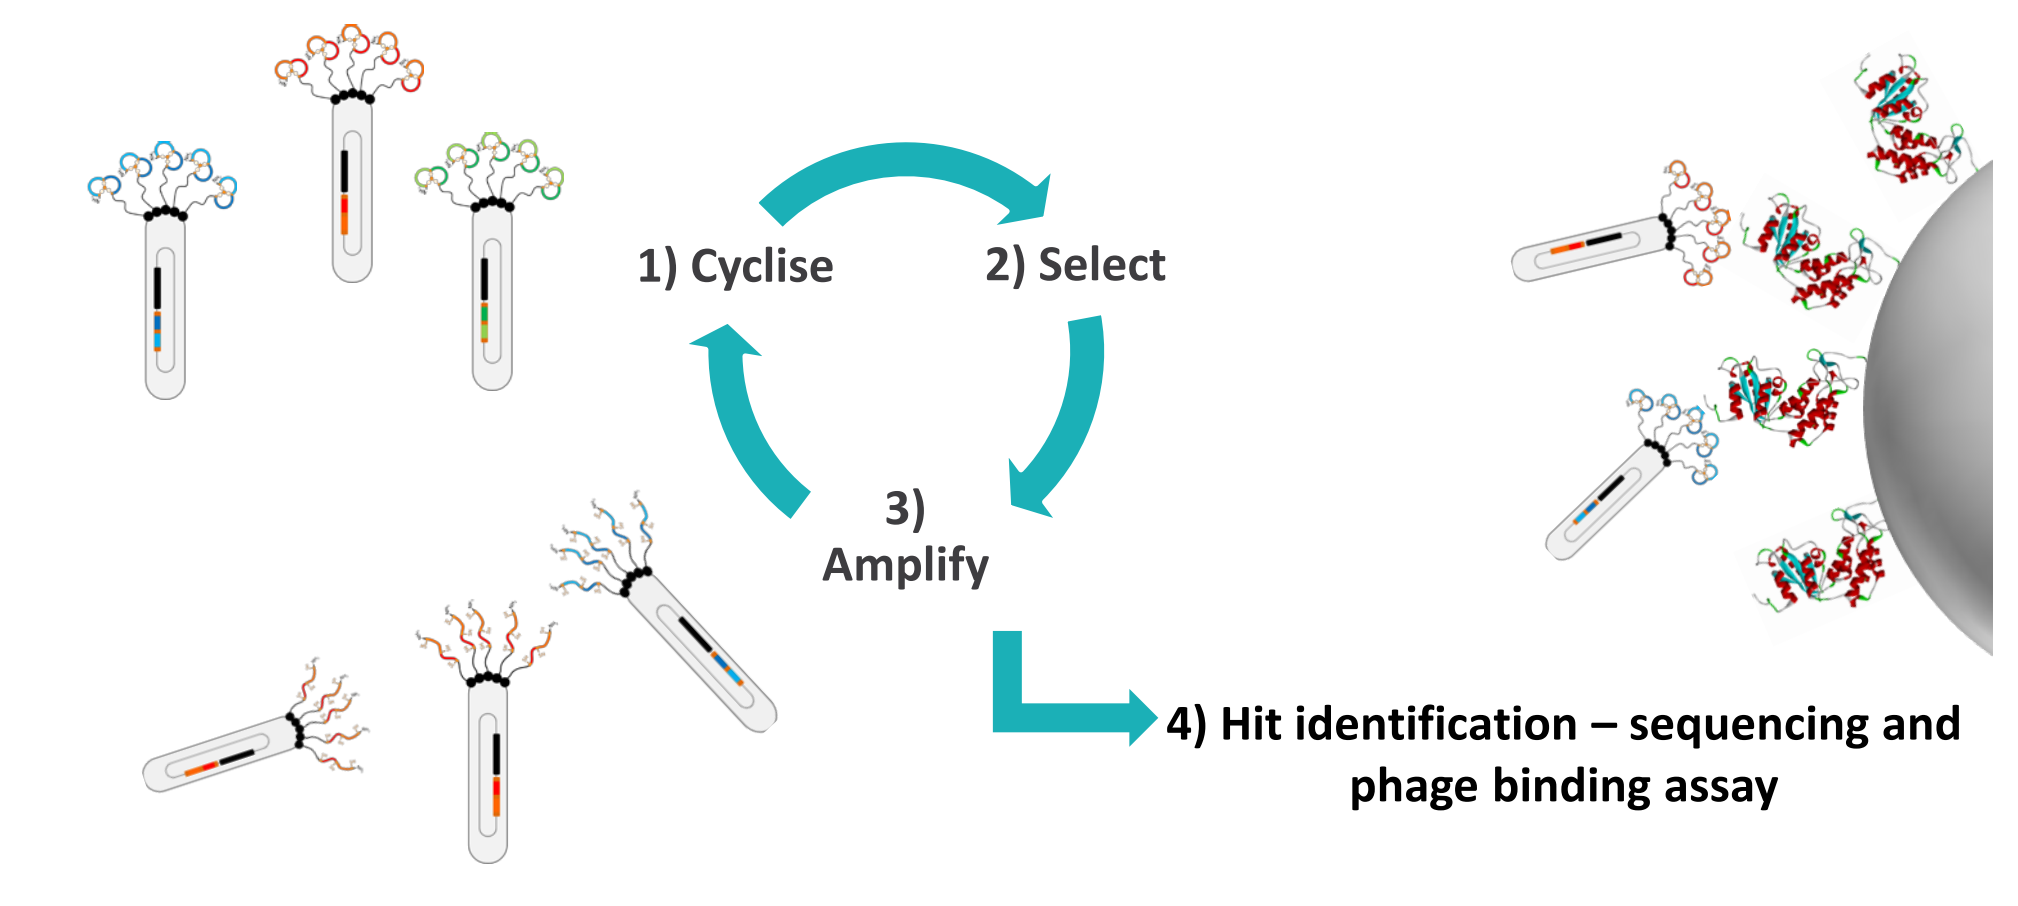 1) Cyclise
2) Select
3)
Amplify
4) Hit identification – sequencing and
phage binding assay